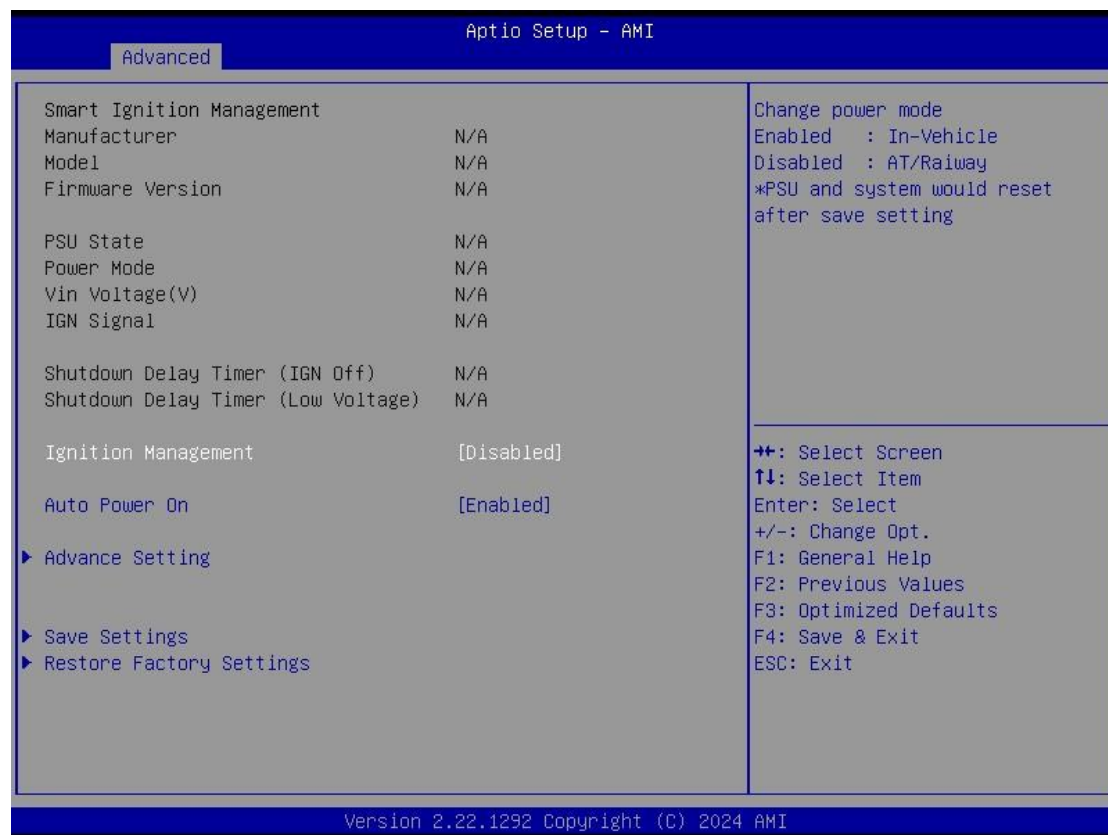 Aptio Setup - AMI
Advanced
Smart Ignition Management
Manufacturer N/A
Model N/A
Firmware Version N/A
PSU State N/A
Power Mode N/A
Vin Voltage(V) N/A
IGN Signal N/A
Shutdown Delay Timer (IGN Off) N/A
Shutdown Delay Timer (Low Voltage) N/A
Ignition Management [Disabled]
Auto Power On [Enabled]
Advance Setting
Save Settings
Restore Factory Settings
Change power mode
Enabled : In-Vehicle
Disabled : AT/Raiway
*PSU and system would reset
after save setting
→←: Select Screen
↑↓: Select Item
Enter: Select
+/-: Change Opt.
F1: General Help
F2: Previous Values
F3: Optimized Defaults
F4: Save & Exit
ESC: Exit
Version 2.22.1292 Copyright (C) 2024 AMI